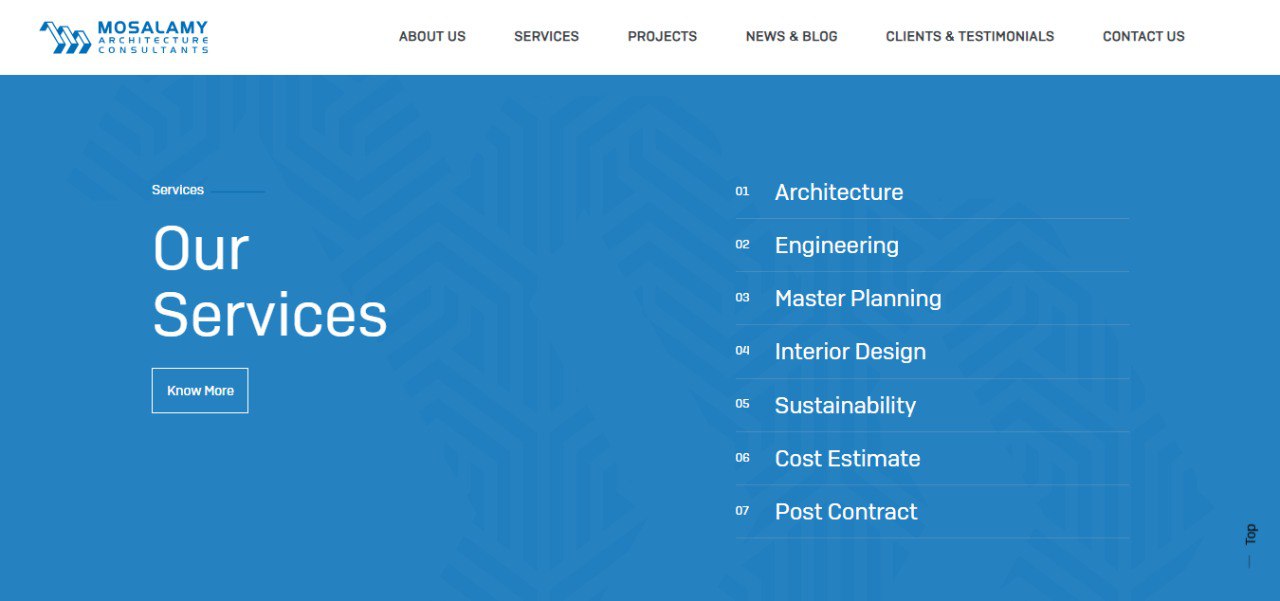 MOSALAMY
ARCHITECTURE
CONSULTANTS
ABOUT US SERVICES PROJECTS NEWS & BLOG CLIENTS & TESTIMONIALS CONTACT US
Services
Our
Services
Know More
01 Architecture
02 Engineering
03 Master Planning
04 Interior Design
05 Sustainability
06 Cost Estimate
07 Post Contract
Top